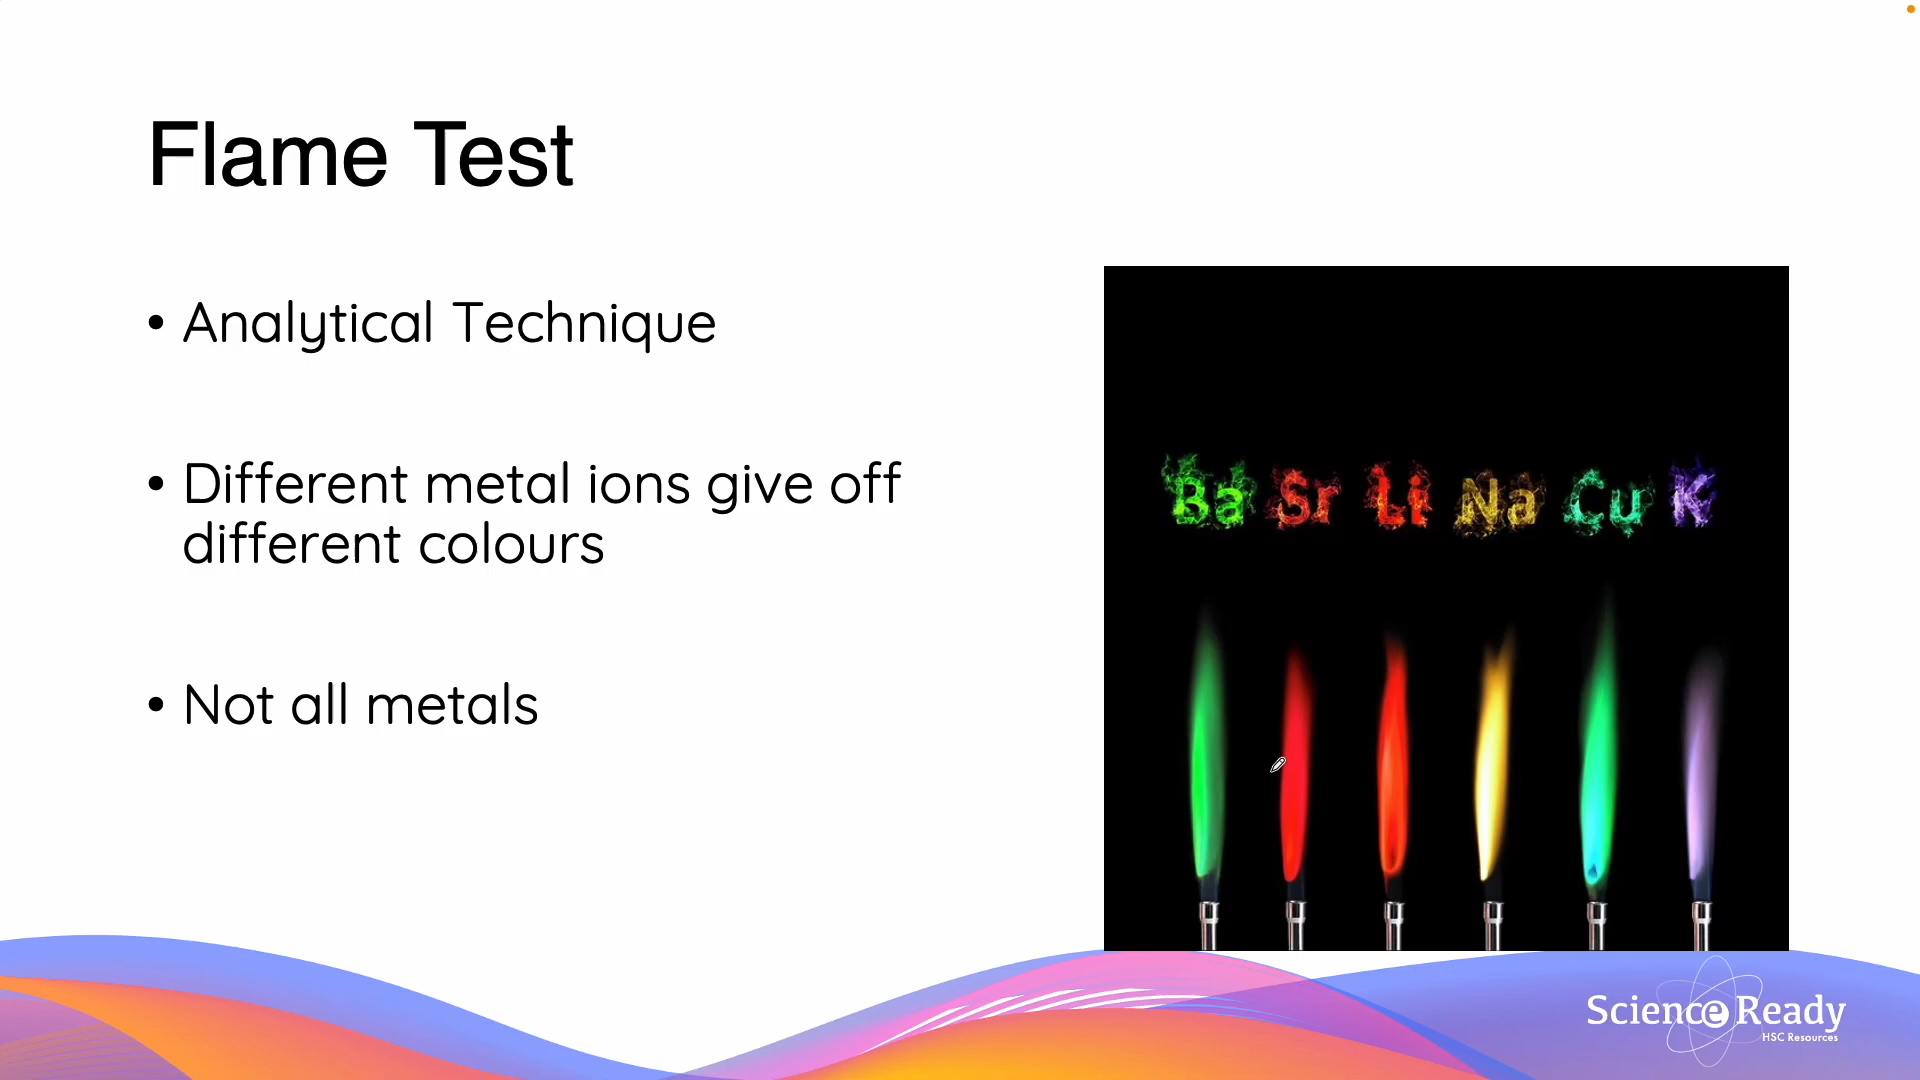 Flame Test
• Analytical Technique
• Different metal ions give off
different colours
• Not all metals
Ba Sr Li Na Cu K
Science Ready
HSC Resources